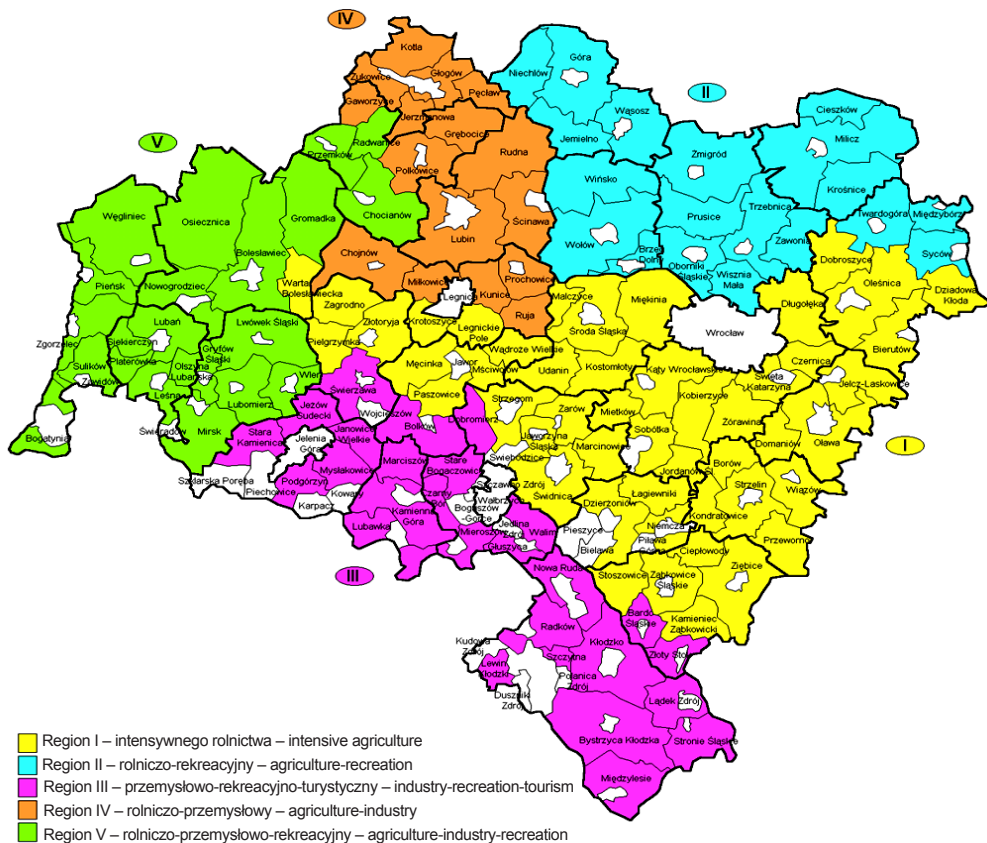 IV
Kotla
Góra
Niechlów
Żukowice
Głogów
Pęcław
II
Gaworzyce
Wąsosz
Cieszków
Jerzmanowa
Milicz
V
Radwanice
Grębocice
Jemielno
Przemków
Rudna
Żmigród
Polkowice
Wińsko
Krośnice
Węgliniec
Osiecznica
Gromadka
Chocianów
Ścinawa
Prusice
Trzebnica
Twardogóra
Międzybórz
Lubin
Wołów
Zawonia
Bolesławiec
Chojnów
Brzeg
Dolny
Oborniki
Śląskie
Wisznia
Mała
Syców
Dobroszyce
Pieńsk
Nowogrodziec
Warta
Bolesławiecka
Miłkowice
Prochowice
Oleśnica
Dziadowa
Kłoda
Zagrodno
Legnica
Kunice
Malczyce
Miękinia
Długołęka
Lubań
Lwówek Śląski
Złotoryja
Krotoszyce
Legnickie
Pole
Ruja
Środa Śląska
Wrocław
Zgorzelec
Siekierczyn
Gryfów
Śląski
Pielgrzymka
Wądroże Wielkie
Bierutów
Sulików
Platerówka
Olszyna
Lubańska
Męcinka
Jawor
Mściwojów
Udanin
Kostomłoty
Kąty Wrocławskie
Czernica
Zawidów
Leśna
Lubomierz
Wleń
Świerzawa
Paszowice
Święta
Katarzyna
Jelcz-Laskowice
Strzegom
Kobierzyce
Mirsk
Jeżów
Sudecki
Wojcieszów
Dobromierz
Żarów
Mietków
Żórawina
Bogatynia
Świeradów
Stara
Kamienica
Janowice
Wielkie
Bolków
Jaworzyna
Śląska
Sobótka
Domaniów
Oława
I
Jelenia
Góra
Marciszów
Stare
Bogaczowice
Świebodzice
Marcinowice
Jordanów Śl
Borów
Szklarska Poręba
Piechowice
Podgórzyn
Mysłakowice
Szczawno Zdrój
Świdnica
Strzelin
Wiązów
Karpacz
Kowary
Kamienna
Góra
Czarny
Bór
Wałbrzych
Boguszów
-Gorce
Dzierżoniów
Łagiewniki
Kondratowice
Lubawka
Mieroszów
Jedlina
Zdrój
Walim
Głuszyca
Pieszyce
Bielawa
Niemcza
Piława
Górna
Przeworno
III
Nowa Ruda
Stoszowice
Ząbkowice
Śląskie
Ciepłowody
Ziębice
Radków
Bardo
Śląskie
Kamieniec
Ząbkowicki
Kudowa
Zdrój
Kłodzko
Lewin
Kłodzki
Szczytna
Polanica
Zdrój
Złoty Stok
Duszniki
Zdrój
Lądek Zdrój
Bystrzyca Kłodzka
Stronie Śląskie
Międzylesie
Region I – intensywnego rolnictwa – intensive agriculture
Region II – rolniczo-rekreacyjny – agriculture-recreation
Region III – przemysłowo-rekreacyjno-turystyczny – industry-recreation-tourism
Region IV – rolniczo-przemysłowy – agriculture-industry
Region V – rolniczo-przemysłowo-rekreacyjny – agriculture-industry-recreation